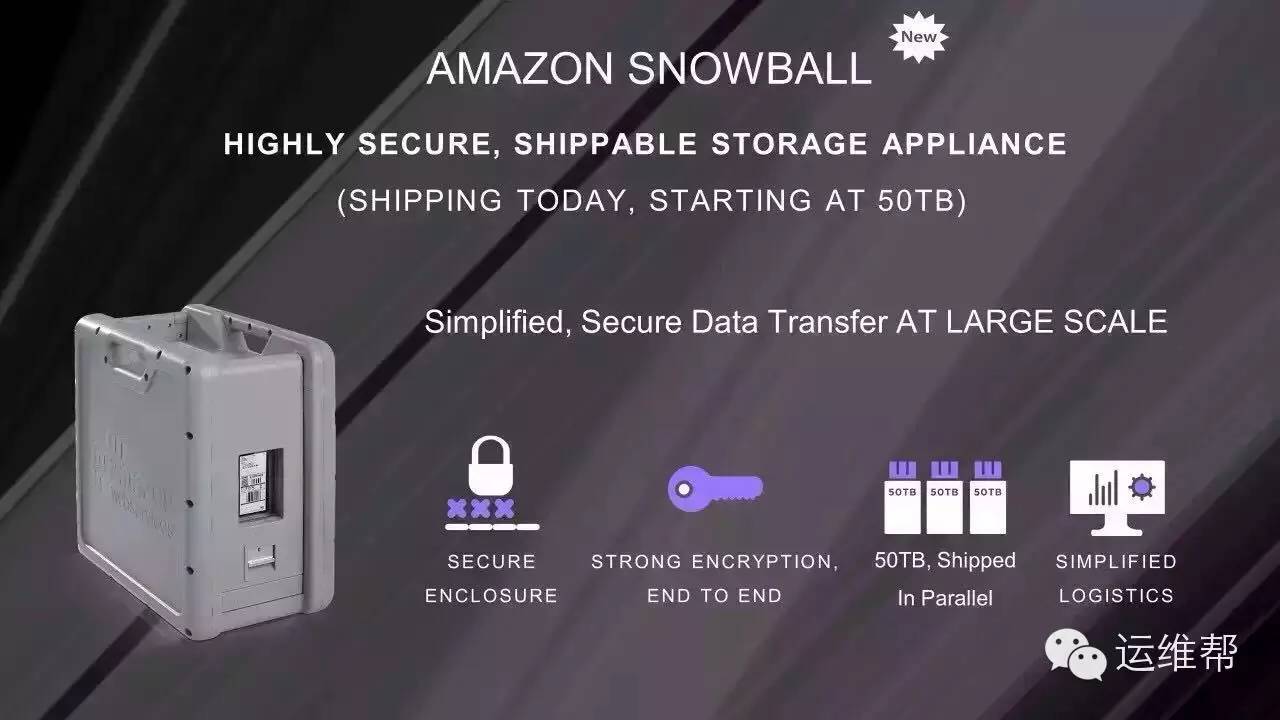 New
AMAZON SNOWBALL
HIGHLY SECURE, SHIPPABLE STORAGE APPLIANCE
(SHIPPING TODAY, STARTING AT 50TB)
Simplified, Secure Data Transfer AT LARGE SCALE
50TB 50TB 50TB
SECURE
ENCLOSURE
STRONG ENCRYPTION,
END TO END
50TB, Shipped
In Parallel
SIMPLIFIED
LOGISTICS
运维帮